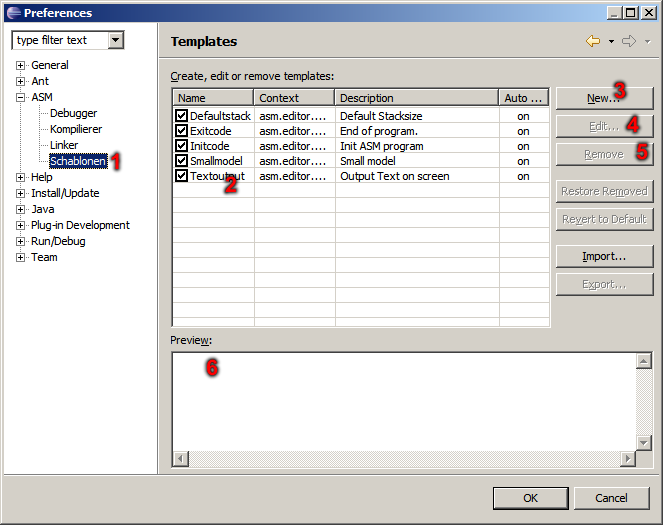 Preferences
type filter text
Templates
General
Ant
ASM
Debugger
Kompilierer
Linker
Schablonen 1
Help
Install/Update
Java
Plug-in Development
Run/Debug
Team
Create, edit or remove templates:
Name Context Description Auto ...
Defaultstack asm.editor.... Default Stacksize on
Exitcode asm.editor.... End of program. on
Initcode asm.editor.... Init ASM program on
Smallmodel asm.editor.... Small model on
Textoutput asm.editor.... Output Text on screen on
2
New... 3
Edit... 4
Remove 5
Restore Removed
Revert to Default
Import...
Export...
Preview:
6
OK Cancel